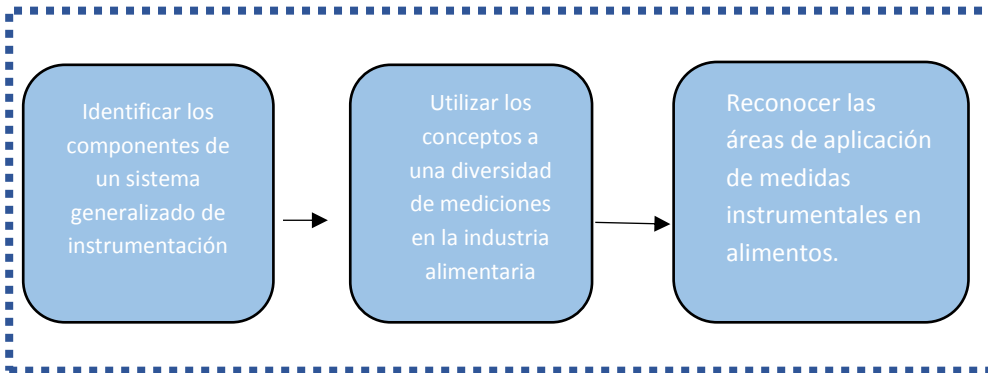 Identificar los
componentes de
un sistema
generalizado de
instrumentación
Utilizar los
conceptos a
una diversidad
de mediciones
en la industria
alimentaria
Reconocer las
áreas de aplicación
de medidas
instrumentales en
alimentos.